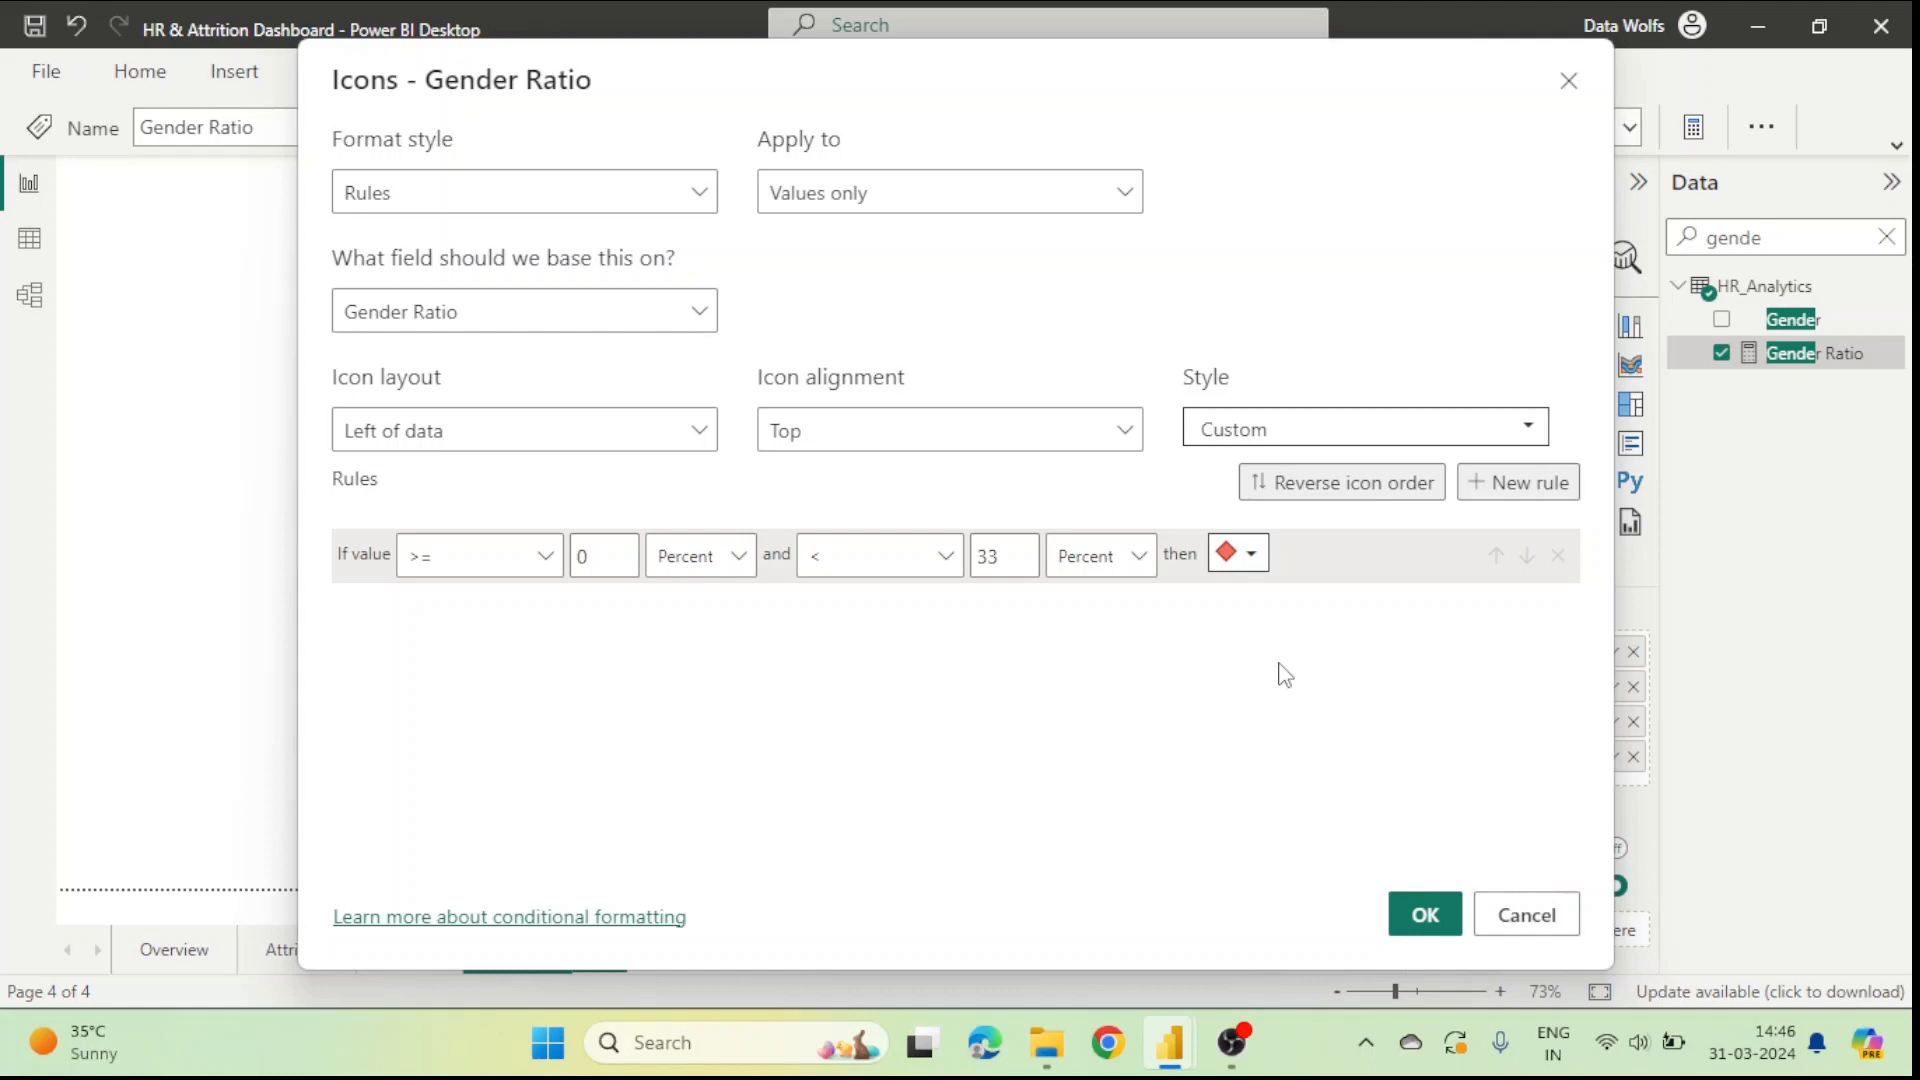 HR & Attrition Dashboard - Power BI Desktop
Search
Data Wolfs
File
Home
Insert
Name
Gender Ratio
Icons - Gender Ratio
Format style
Apply to
Rules
Values only
What field should we base this on?
Gender Ratio
Icon layout
Icon alignment
Style
Left of data
Top
Custom
Rules
Reverse icon order
+ New rule
If value
>=
0
Percent
and
<
33
Percent
then
Learn more about conditional formatting
OK
Cancel
Data
gende
HR_Analytics
Gender
Gender Ratio
Py
ff
ere
Overview
Attri
Page 4 of 4
- + 73%
Update available (click to download)
35°C
Sunny
Search
ENG
IN
14:46
31-03-2024
PRE